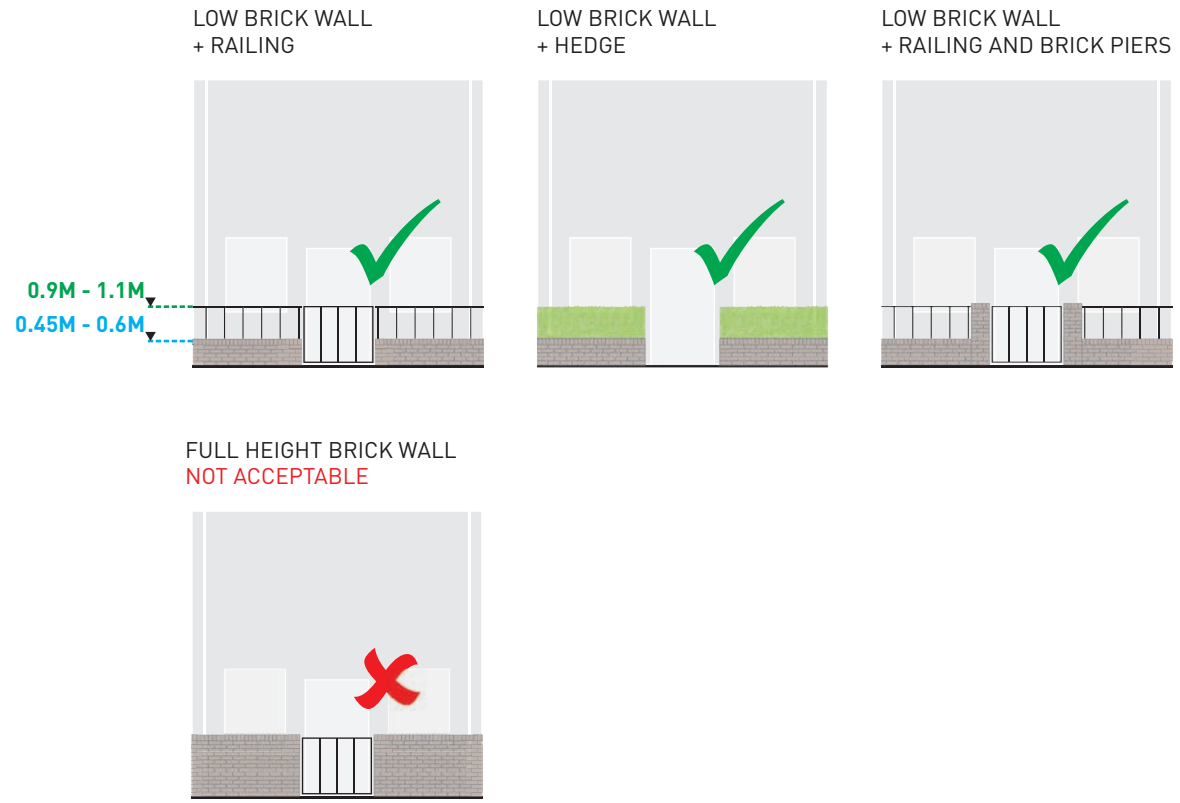 LOW BRICK WALL
+ RAILING
LOW BRICK WALL
+ HEDGE
LOW BRICK WALL
+ RAILING AND BRICK PIERS
0.9M - 1.1M
0.45M - 0.6M
FULL HEIGHT BRICK WALL
NOT ACCEPTABLE